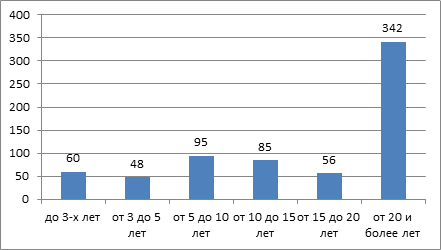 400
350
300
250
200
150
100
50
0
60
48
95
85
56
342
до 3-х лет
от 3 до 5 лет
от 5 до 10 лет
от 10 до 15 лет
от 15 до 20 лет
от 20 и более лет